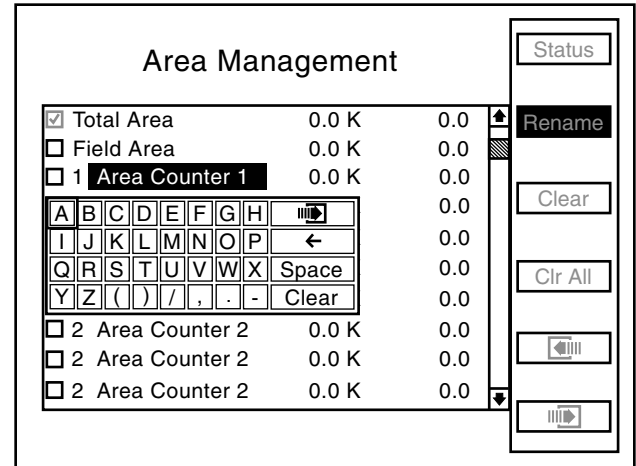 Area Management
Total Area 0.0 K 0.0
Field Area 0.0 K 0.0
1 Area Counter 1 0.0 K 0.0
A B C D E F G H 0.0
I J K L M N O P ← 0.0
Q R S T U V W X Space 0.0
Y Z ( ) / , . - Clear 0.0
2 Area Counter 2 0.0 K 0.0
2 Area Counter 2 0.0 K 0.0
2 Area Counter 2 0.0 K 0.0
Status
Rename
Clear
Clr All